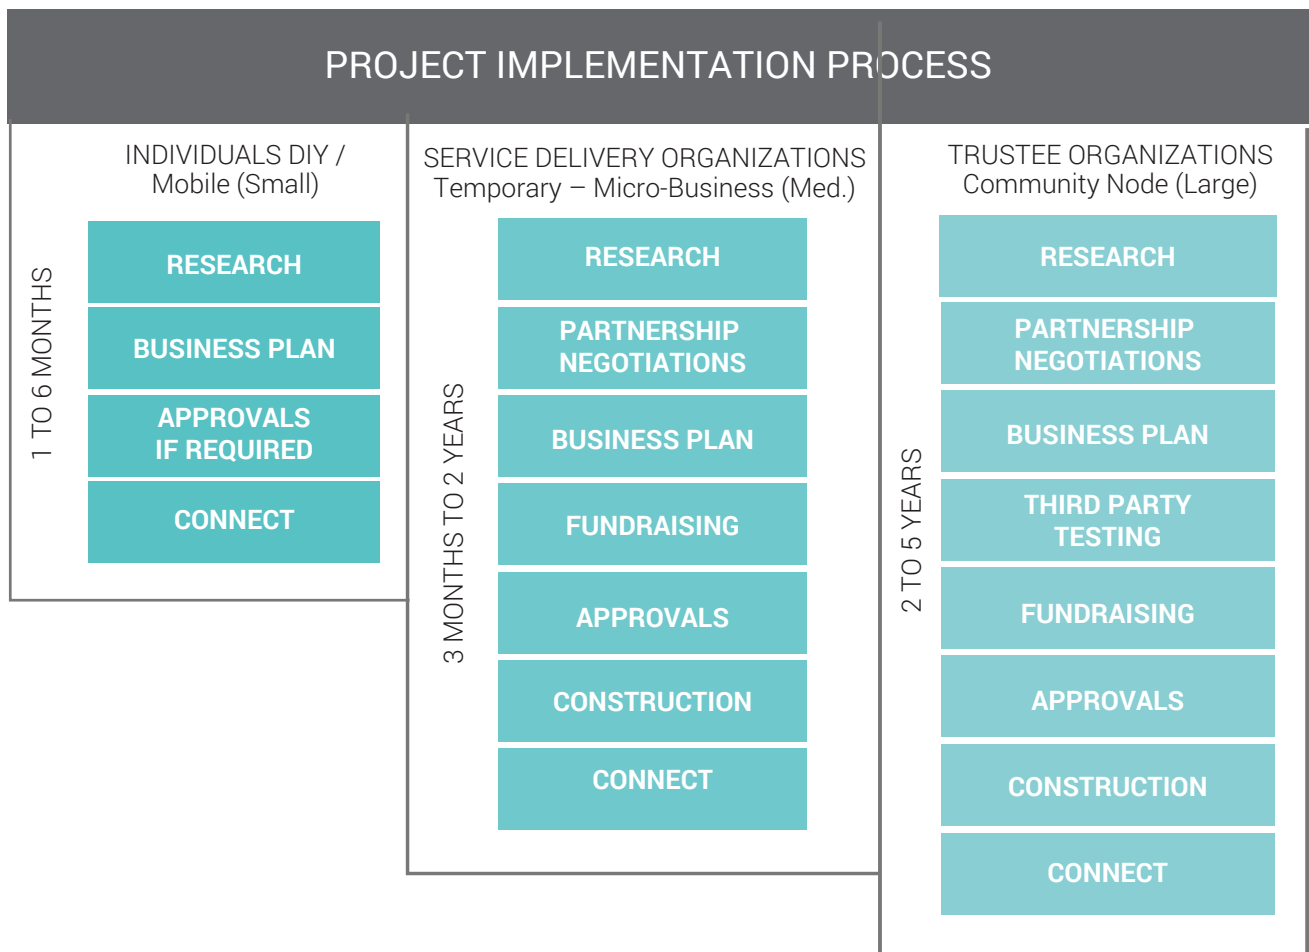 PROJECT IMPLEMENTATION PROCESS
INDIVIDUALS DIY /
Mobile (Small)
1 TO 6 MONTHS
RESEARCH
BUSINESS PLAN
APPROVALS
IF REQUIRED
CONNECT
SERVICE DELIVERY ORGANIZATIONS
Temporary – Micro-Business (Med.)
3 MONTHS TO 2 YEARS
RESEARCH
PARTNERSHIP
NEGOTIATIONS
BUSINESS PLAN
FUNDRAISING
APPROVALS
CONSTRUCTION
CONNECT
TRUSTEE ORGANIZATIONS
Community Node (Large)
2 TO 5 YEARS
RESEARCH
PARTNERSHIP
NEGOTIATIONS
BUSINESS PLAN
THIRD PARTY
TESTING
FUNDRAISING
APPROVALS
CONSTRUCTION
CONNECT